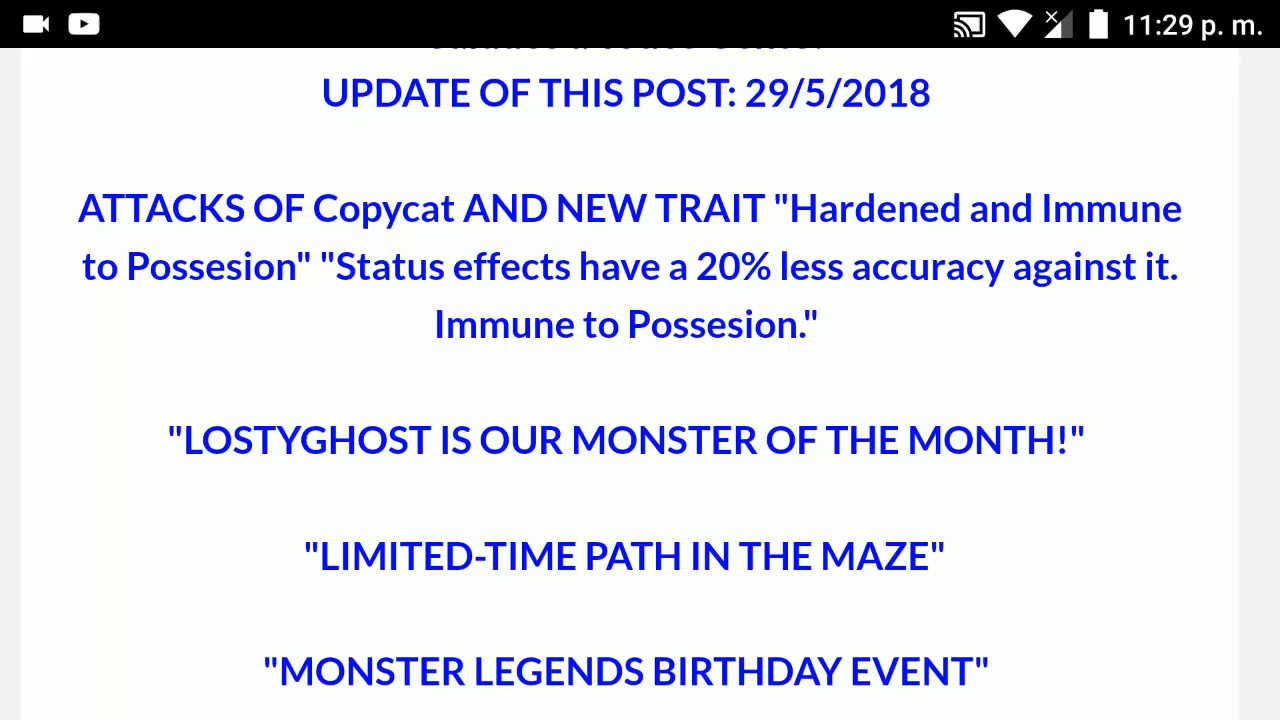 11:29 p. m.
UPDATE OF THIS POST: 29/5/2018
ATTACKS OF Copycat AND NEW TRAIT "Hardened and Immune
to Possesion" "Status effects have a 20% less accuracy against it.
Immune to Possesion."
"LOSTYGHOST IS OUR MONSTER OF THE MONTH!"
"LIMITED-TIME PATH IN THE MAZE"
"MONSTER LEGENDS BIRTHDAY EVENT"